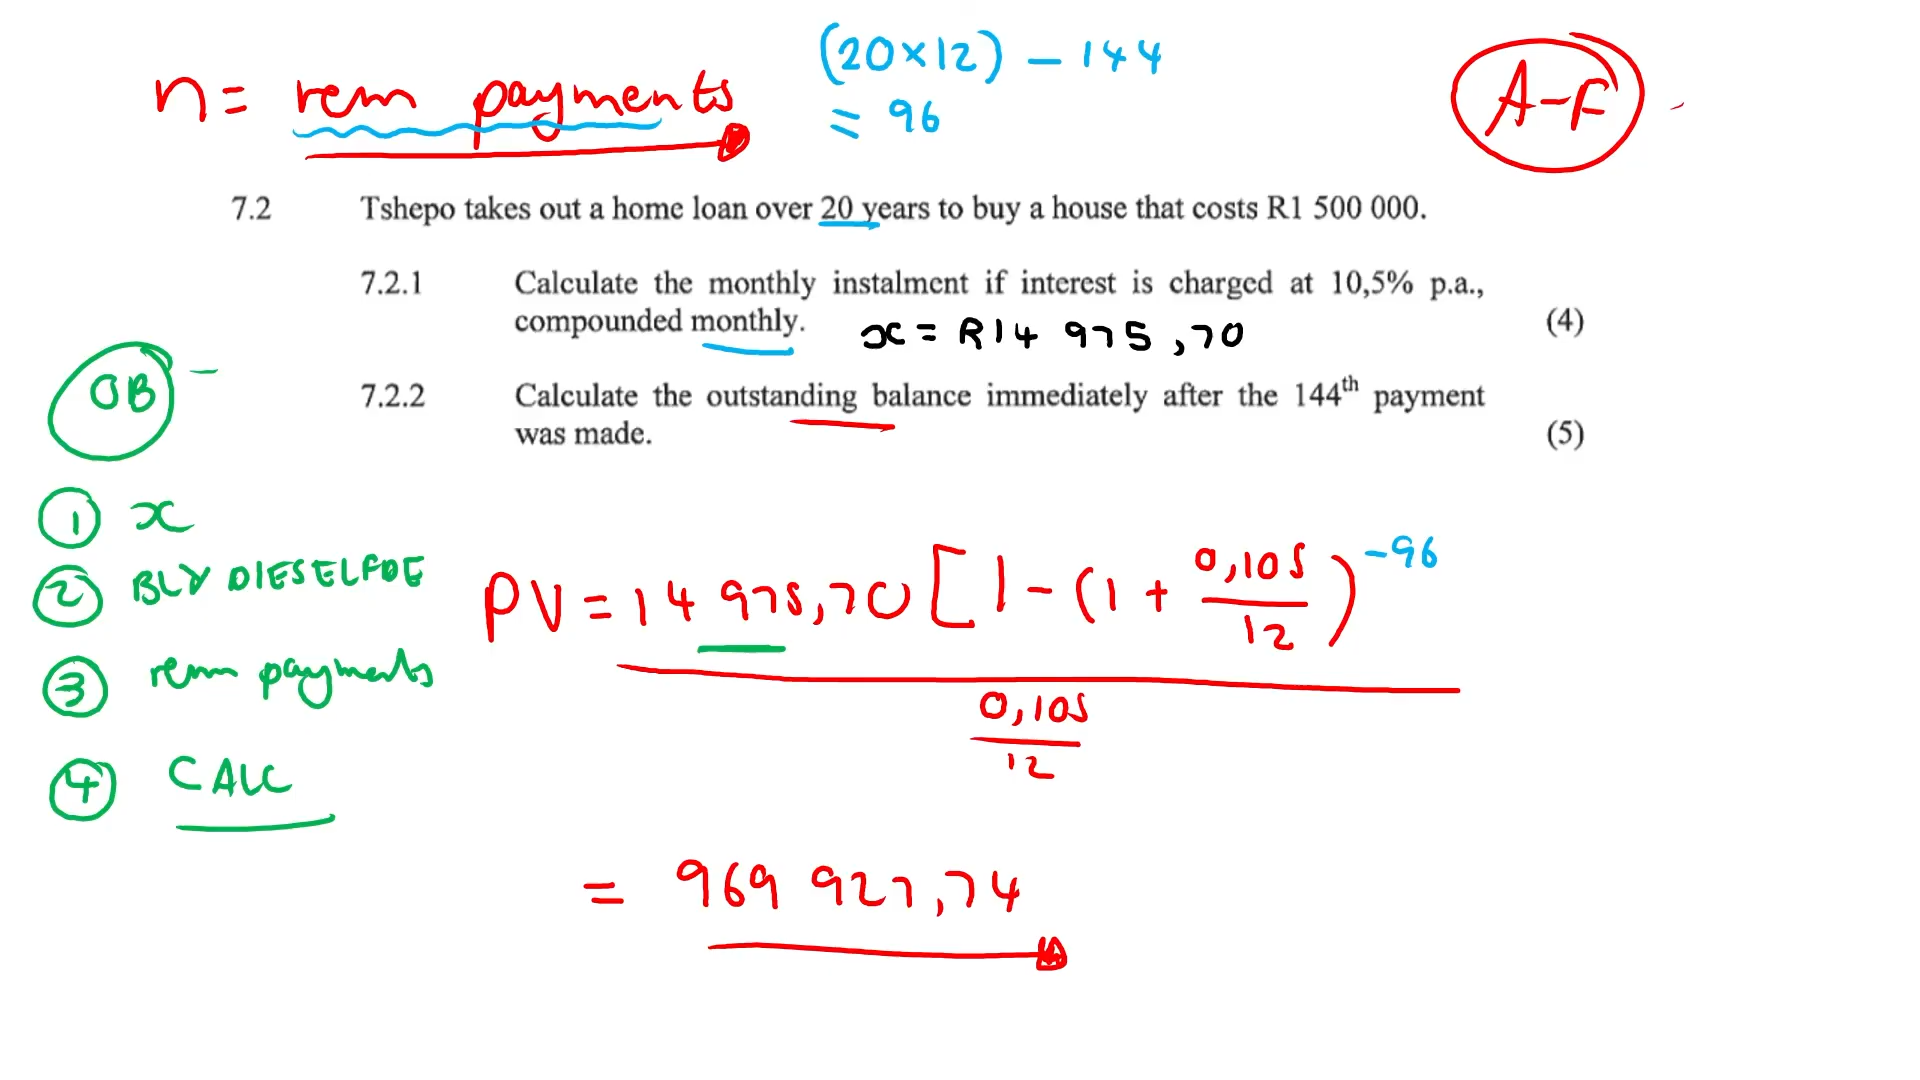 (20×12) – 144
n = rem payments
= 96
A-F
7.2 Tshepo takes out a home loan over 20 years to buy a house that costs R1 500 000.
7.2.1 Calculate the monthly instalment if interest is charged at 10,5% p.a.,
compounded monthly. x = R14 975,70 (4)
OB
7.2.2 Calculate the outstanding balance immediately after the 144th payment
was made. (5)
① x
② BLY DIESELFDE
③ rem payments
④ CALC
PV = 14 975,70 [1 - (1 + 0,105/12)^-96
0,105/12
= 969 927,74